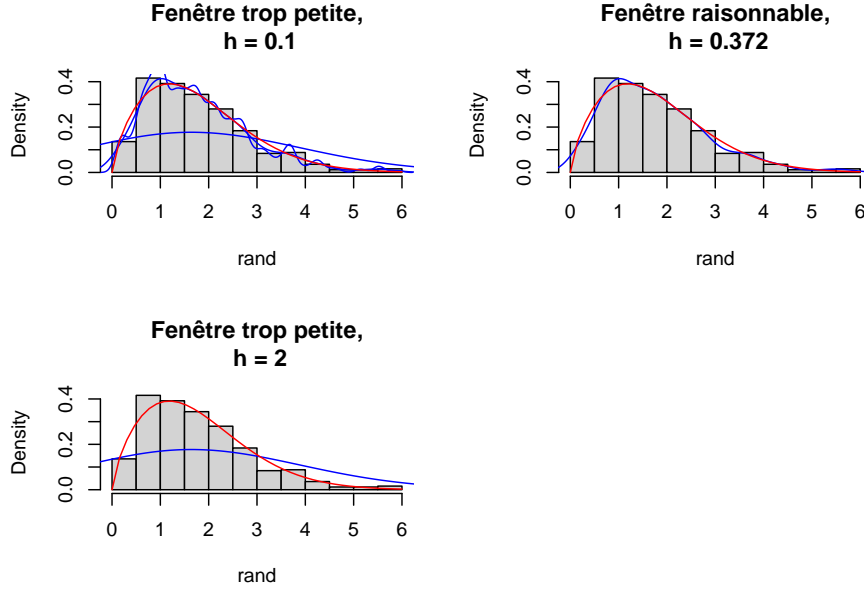 Fenêtre trop petite,
h = 0.1
Density
0.0 0.2 0.4
0 1 2 3 4 5 6
rand
Fenêtre raisonnable,
h = 0.372
Density
0.0 0.2 0.4
0 1 2 3 4 5 6
rand
Fenêtre trop petite,
h = 2
Density
0.0 0.2 0.4
0 1 2 3 4 5 6
rand